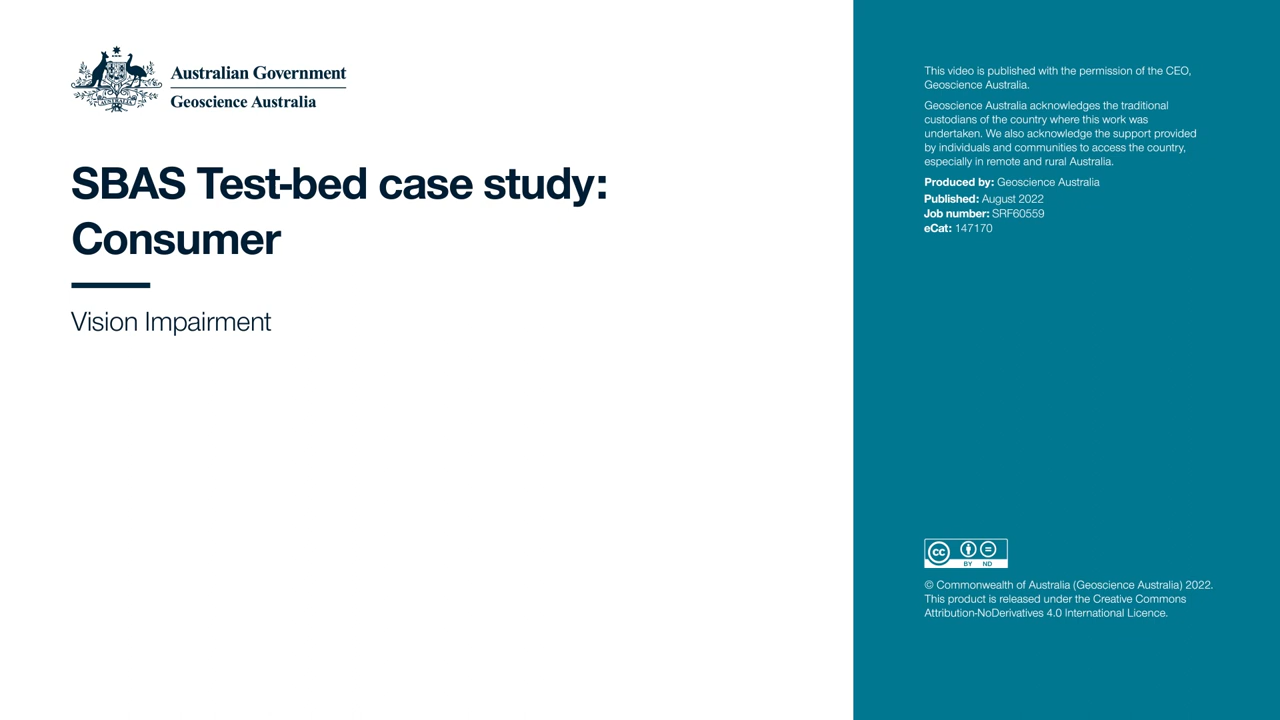 Australian Government
Geoscience Australia
SBAS Test-bed case study:
Consumer
Vision Impairment
This video is published with the permission of the CEO,
Geoscience Australia.
Geoscience Australia acknowledges the traditional
custodians of the country where this work was
undertaken. We also acknowledge the support provided
by individuals and communities to access the country,
especially in remote and rural Australia.
Produced by: Geoscience Australia
Published: August 2022
Job number: SRF60559
eCat: 147170
cc
BY ND
© Commonwealth of Australia (Geoscience Australia) 2022.
This product is released under the Creative Commons
Attribution-NoDerivatives 4.0 International Licence.